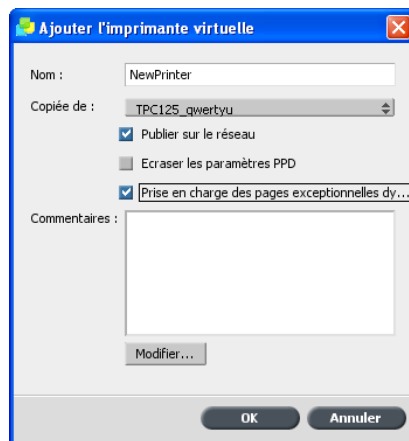 Ajouter l'imprimante virtuelle
Nom :
NewPrinter
Copiée de :
TPC125_qwertyu
Publier sur le réseau
Ecraser les paramètres PPD
Prise en charge des pages exceptionnelles dy...
Commentaires :
Modifier...
OK
Annuler